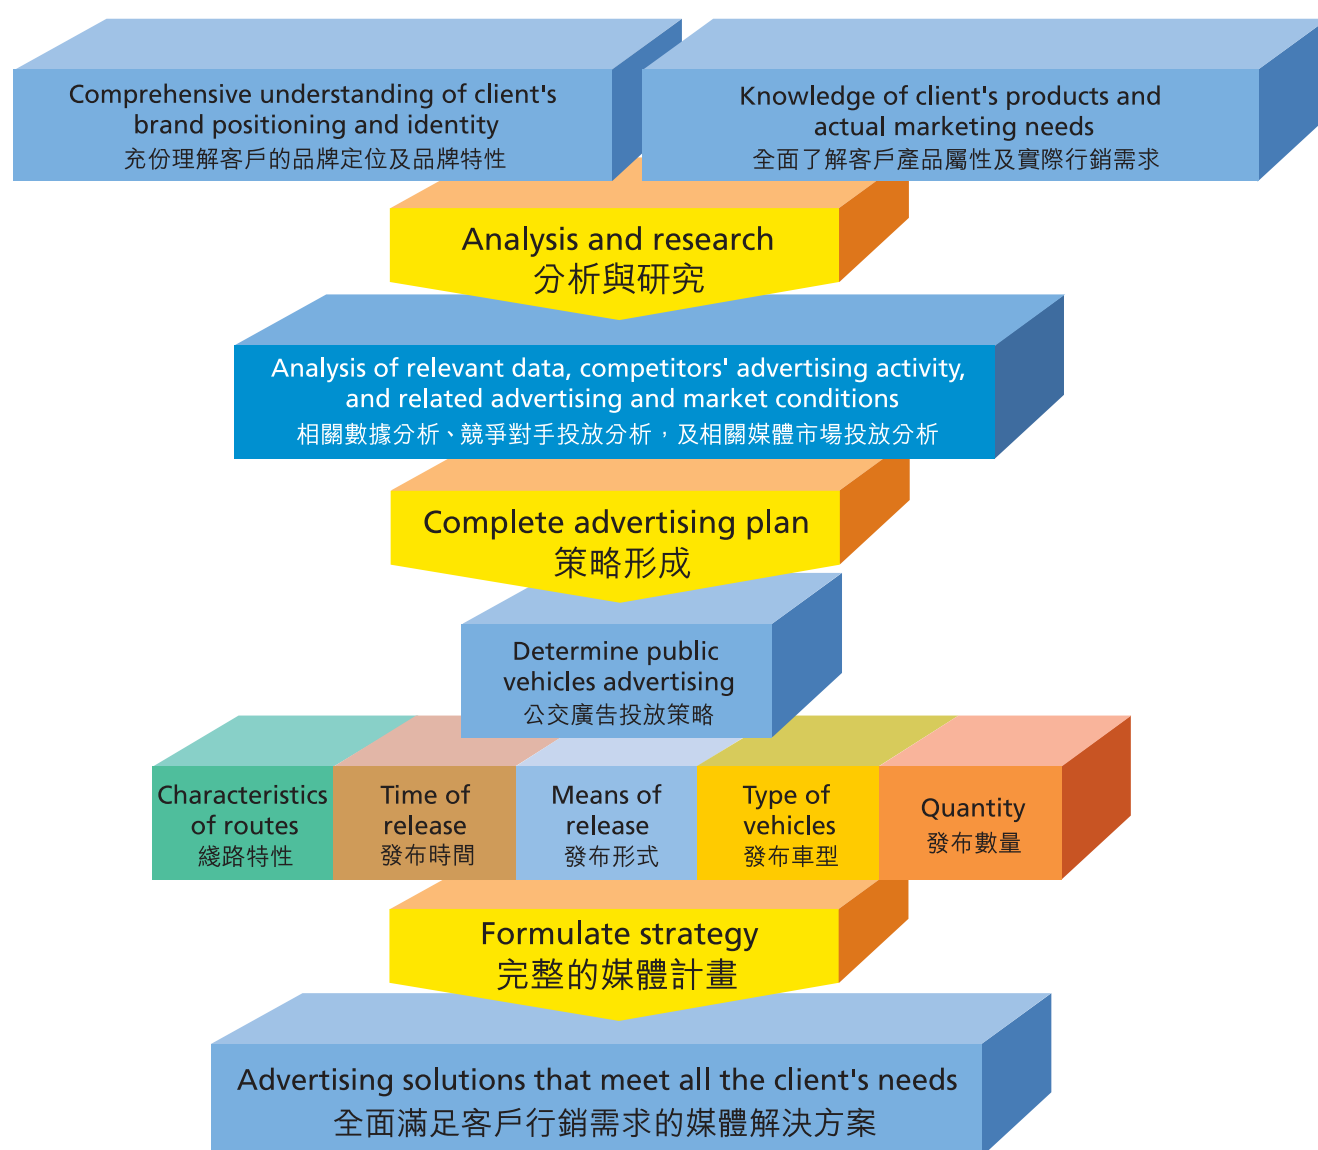 Comprehensive understanding of client's
brand positioning and identity
充份理解客戶的品牌定位及品牌特性
Knowledge of client's products and
actual marketing needs
全面了解客戶產品屬性及實際行銷需求
Analysis and research
分析與研究
Analysis of relevant data, competitors' advertising activity,
and related advertising and market conditions
相關數據分析、競爭對手投放分析，及相關媒體市場投放分析
Complete advertising plan
策略形成
Determine public
vehicles advertising
公交廣告投放策略
Characteristics
of routes
綫路特性
Time of
release
發布時間
Means of
release
發布形式
Type of
vehicles
發布車型
Quantity
發布數量
Formulate strategy
完整的媒體計畫
Advertising solutions that meet all the client's needs
全面滿足客戶行銷需求的媒體解決方案